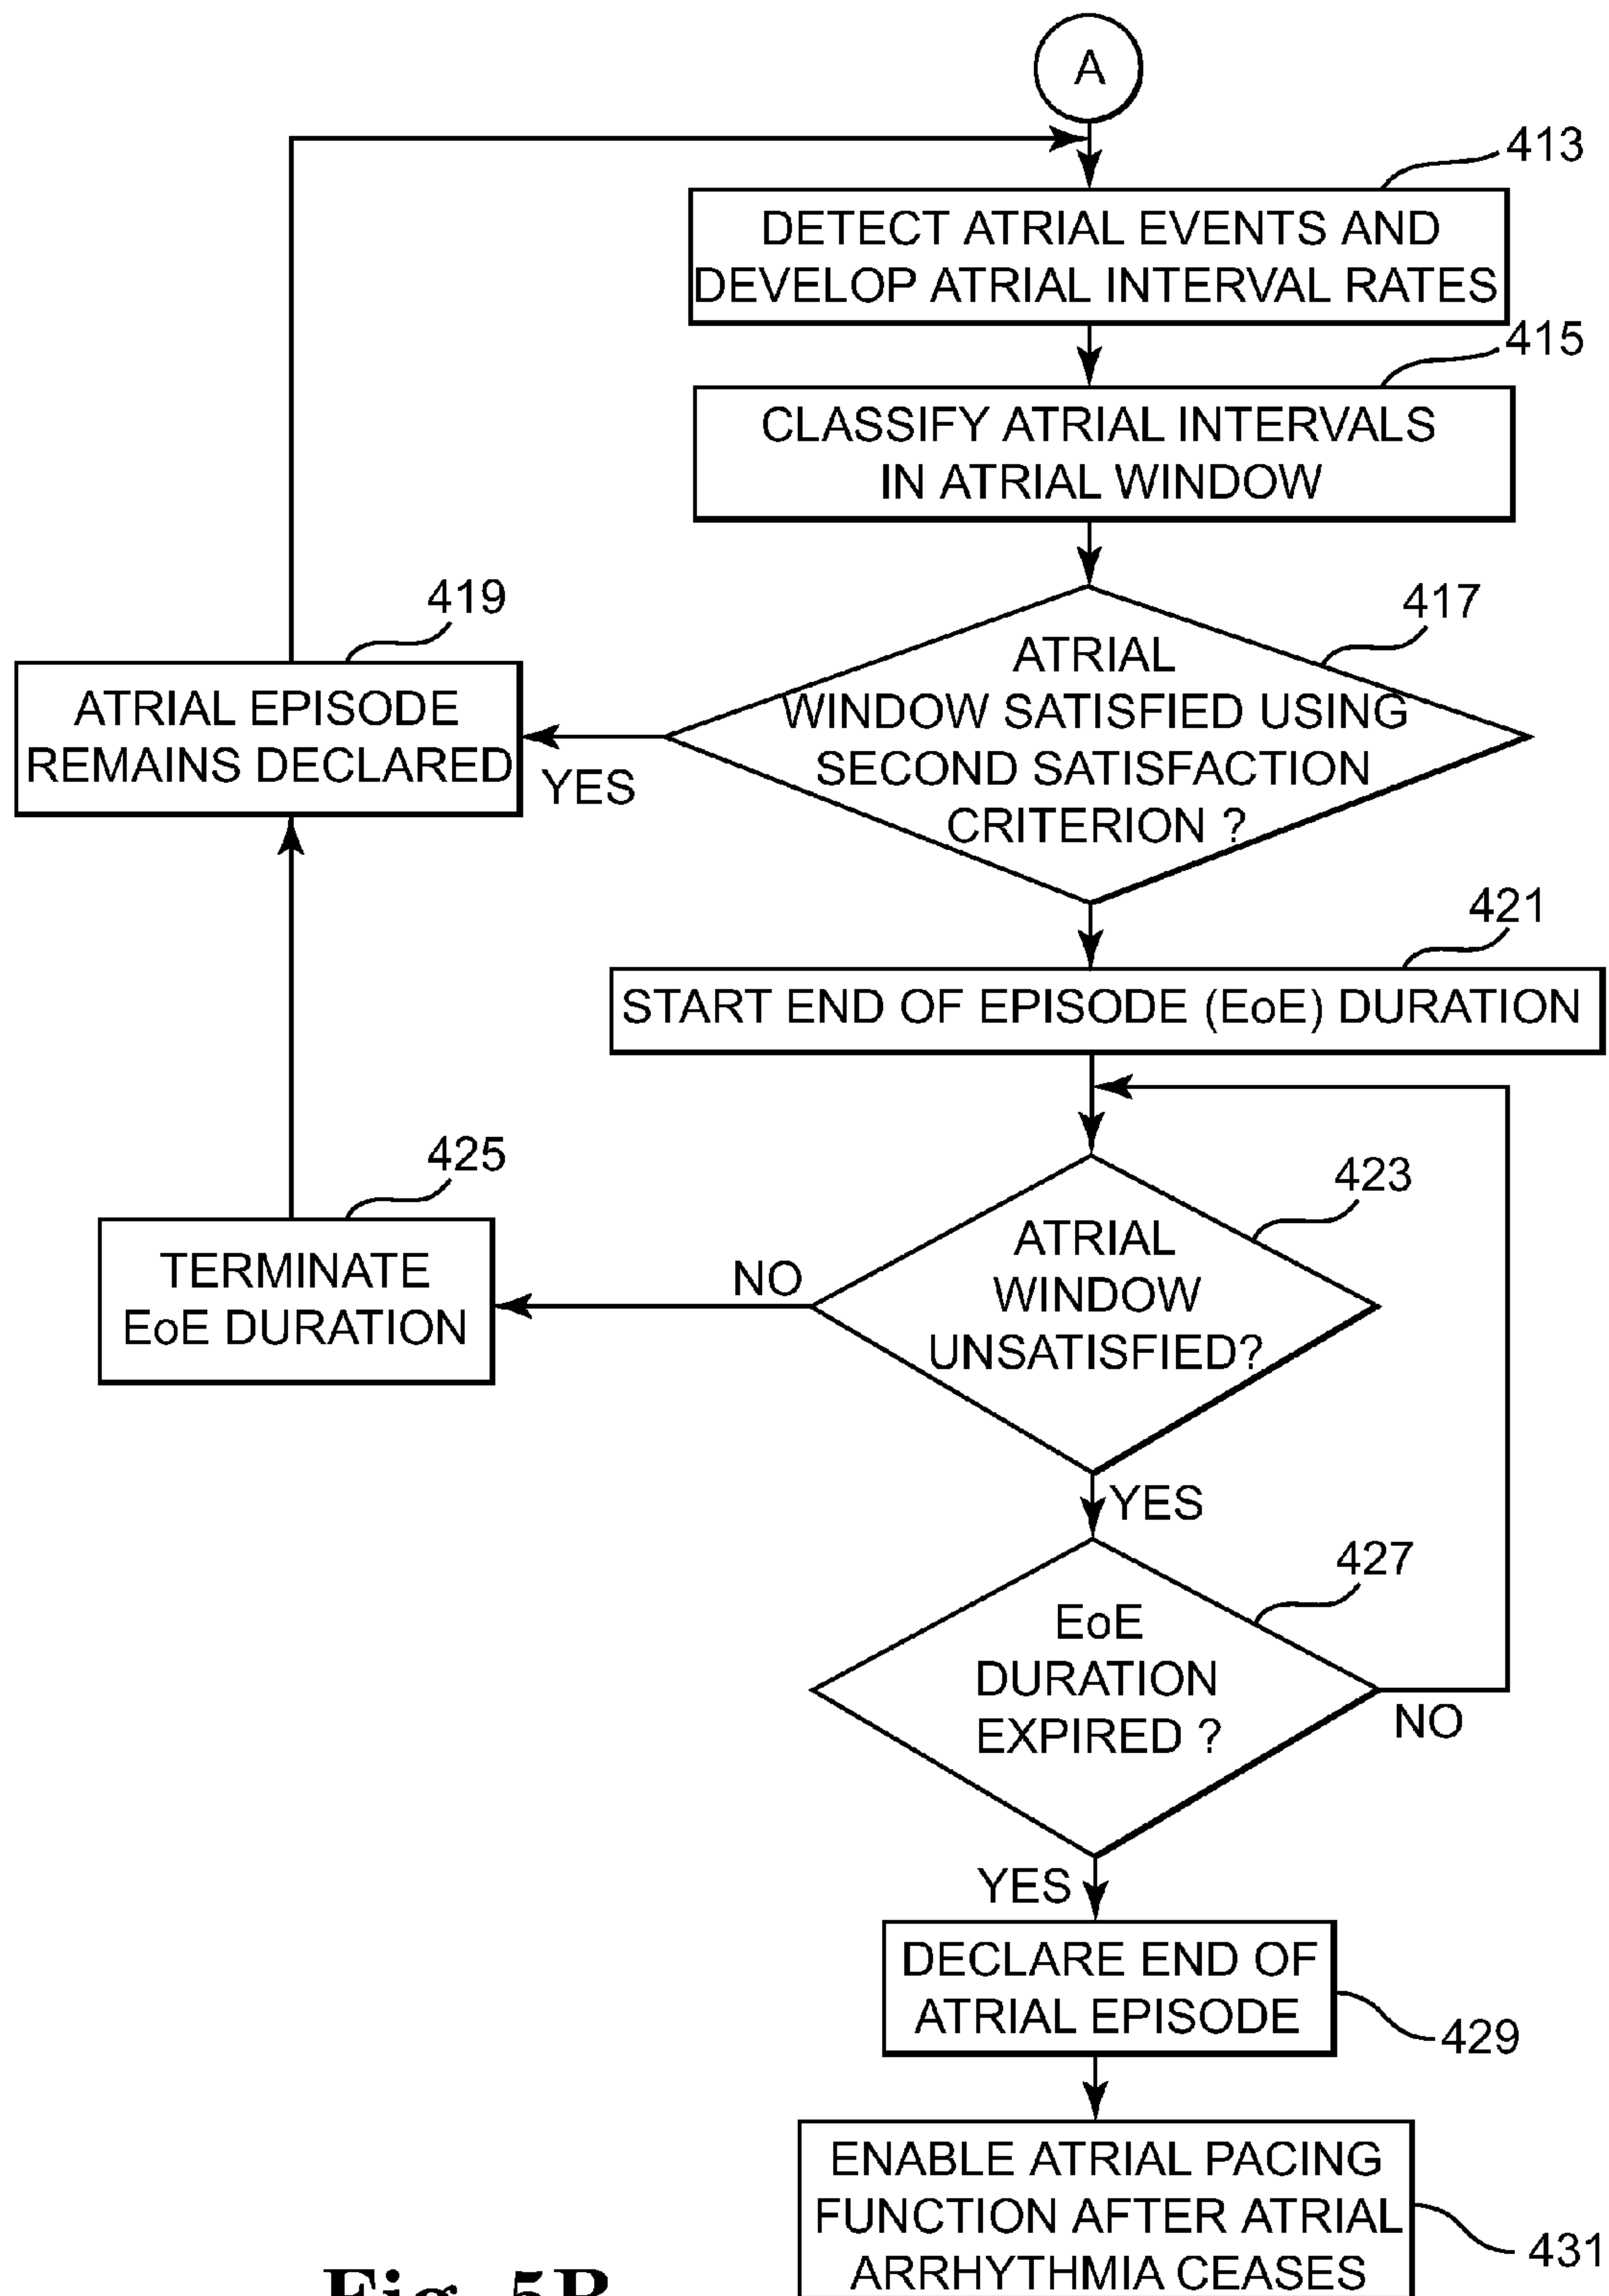 A
413
DETECT ATRIAL EVENTS AND
DEVELOP ATRIAL INTERVAL RATES
415
CLASSIFY ATRIAL INTERVALS
IN ATRIAL WINDOW
417
ATRIAL
WINDOW SATISFIED USING
SECOND SATISFACTION
CRITERION ?
419
ATRIAL EPISODE
REMAINS DECLARED
YES
421
START END OF EPISODE (EoE) DURATION
423
ATRIAL
WINDOW
UNSATISFIED?
NO
425
TERMINATE
EoE DURATION
YES
427
EoE
DURATION
EXPIRED ?
NO
YES
DECLARE END OF
ATRIAL EPISODE
429
ENABLE ATRIAL PACING
FUNCTION AFTER ATRIAL
ARRHYTHMIA CEASES
431
Fig. 5B